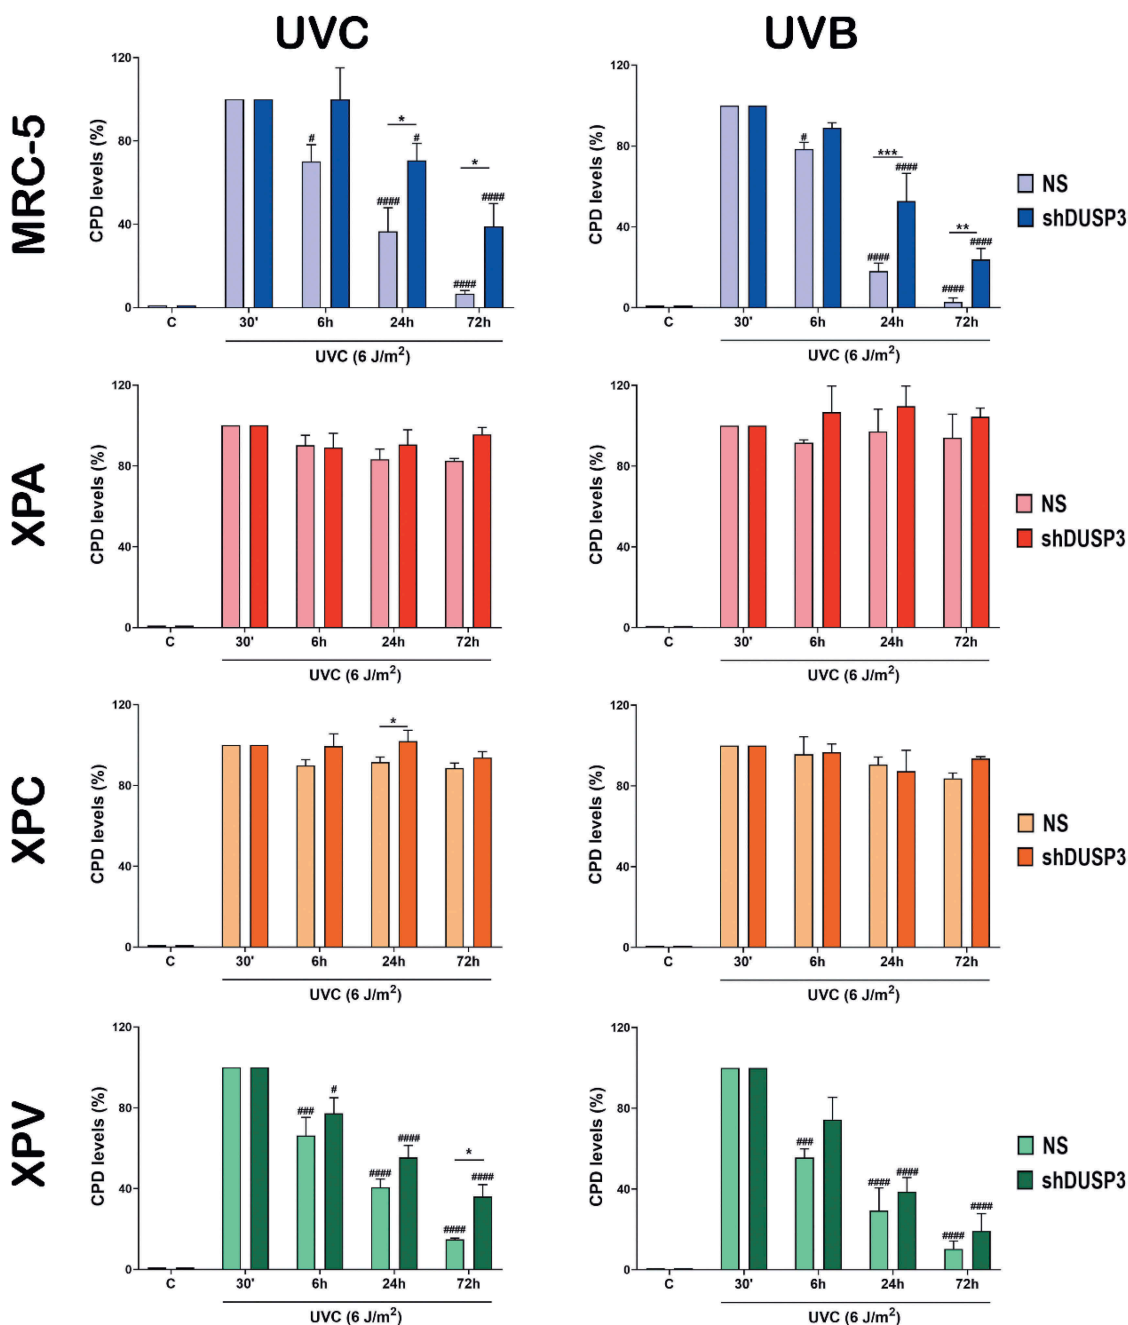 UVC
UVB
MRC-5
CPD levels (%)
120
80
40
0
#
####
*
#
####
*
####
C
30'
6h
24h
72h
UVC (6 J/m²)
CPD levels (%)
120
80
40
0
#
####
***
####
####
**
####
C
30'
6h
24h
72h
UVC (6 J/m²)
NS
shDUSP3
XPA
CPD levels (%)
120
80
40
0
C
30'
6h
24h
72h
UVC (6 J/m²)
CPD levels (%)
120
80
40
0
C
30'
6h
24h
72h
UVC (6 J/m²)
NS
shDUSP3
XPC
CPD levels (%)
120
80
40
0
*
C
30'
6h
24h
72h
UVC (6 J/m²)
CPD levels (%)
120
80
40
0
C
30'
6h
24h
72h
UVC (6 J/m²)
NS
shDUSP3
XPV
CPD levels (%)
120
80
40
0
###
#
####
####
####
*
####
C
30'
6h
24h
72h
UVC (6 J/m²)
CPD levels (%)
120
80
40
0
###
####
####
####
####
C
30'
6h
24h
72h
UVC (6 J/m²)
NS
shDUSP3